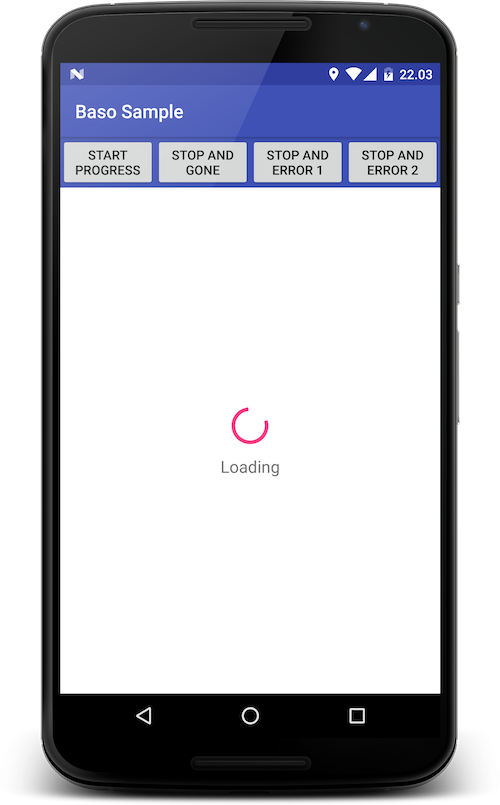 22.03
Baso Sample
START
PROGRESS
STOP AND
GONE
STOP AND
ERROR 1
STOP AND
ERROR 2
Loading